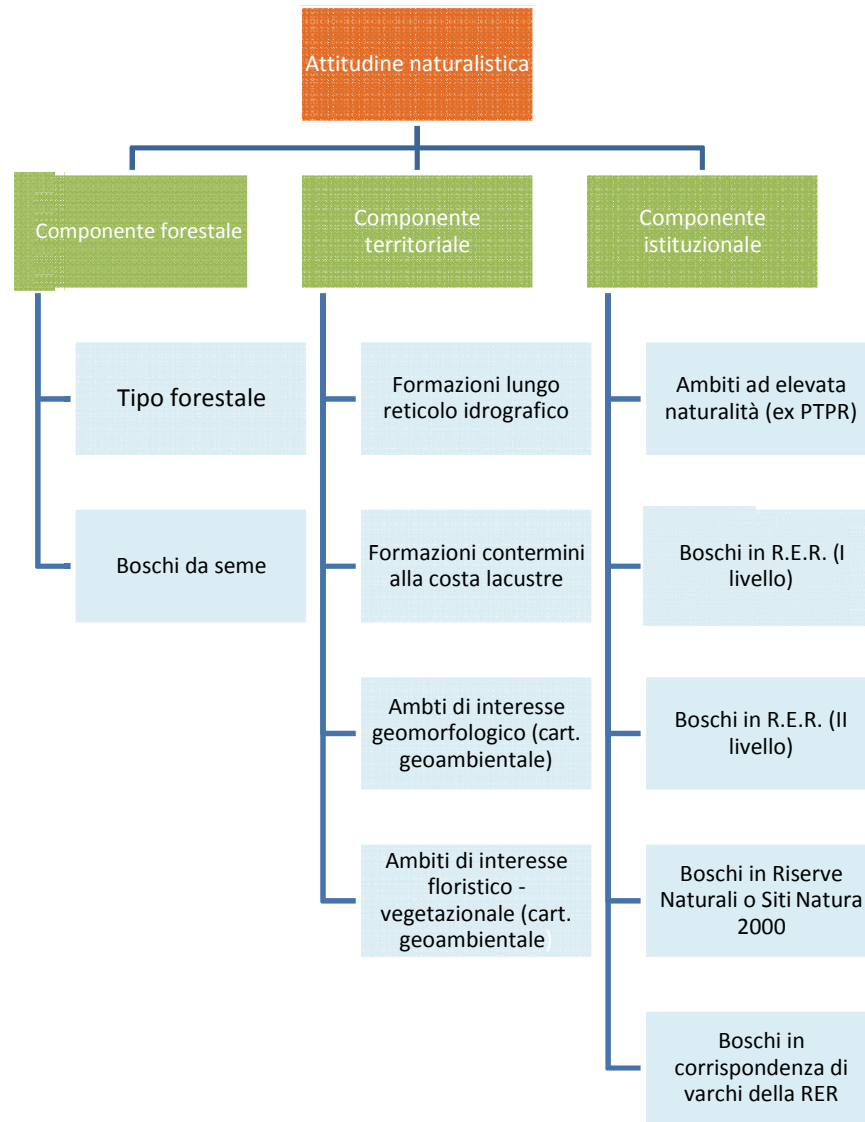 Attitudine naturalistica
Componente forestale
Componente
territoriale
Componente
istituzionale
Tipo forestale
Boschi da seme
Formazioni lungo
reticolo idrografico
Formazioni contermini
alla costa lacustre
Ambti di interesse
geomorfologico (cart.
geoambientale)
Ambiti di interesse
floristico -
vegetazionale (cart.
geoambientale)
Ambiti ad elevata
naturalità (ex PTPR)
Boschi in R.E.R. (I
livello)
Boschi in R.E.R. (II
livello)
Boschi in Riserve
Naturali o Siti Natura
2000
Boschi in
corrispondenza di
varchi della RER